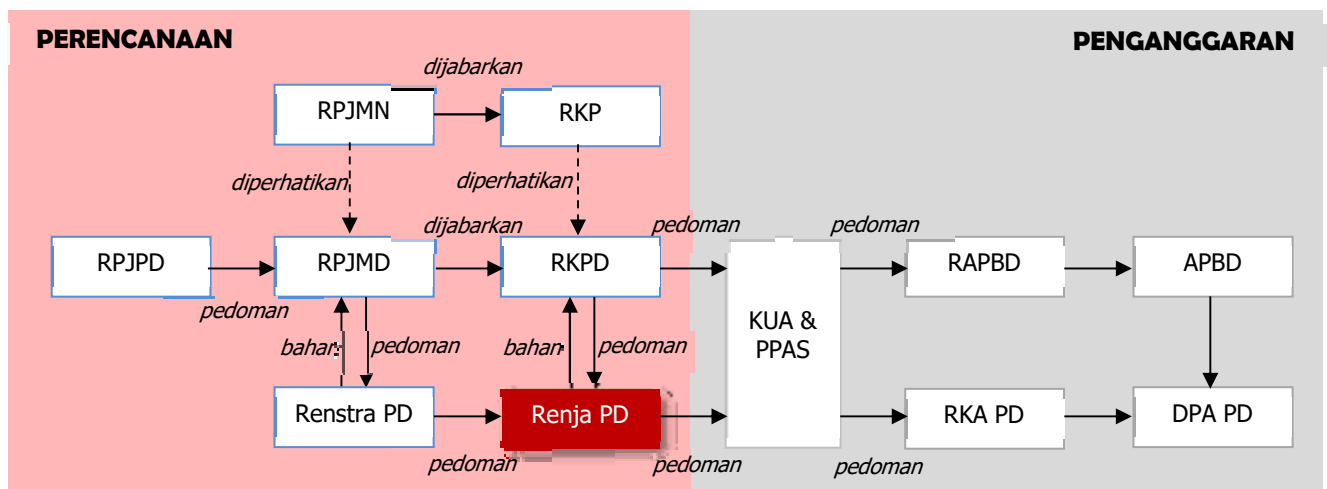 PERENCANAAN
PENGANGGARAN
dijabarkan
RPJMN
RKP
diperhatikan
diperhatikan
dijabarkan
pedoman
pedoman
RPJPD
RPJMD
RKPD
RAPBD
APBD
pedoman
KUA &
PPAS
bahan
pedoman
bahan
pedoman
Renstra PD
Renja PD
RKA PD
DPA PD
pedoman
pedoman
pedoman